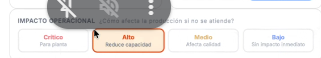 IMPACTO OPERACIONAL ¿Cómo afecta la producción si no se atiende?
Crítico Alto Medio Bajo
Para planta Reduce capacidad Afecta calidad Sin impacto inmediato